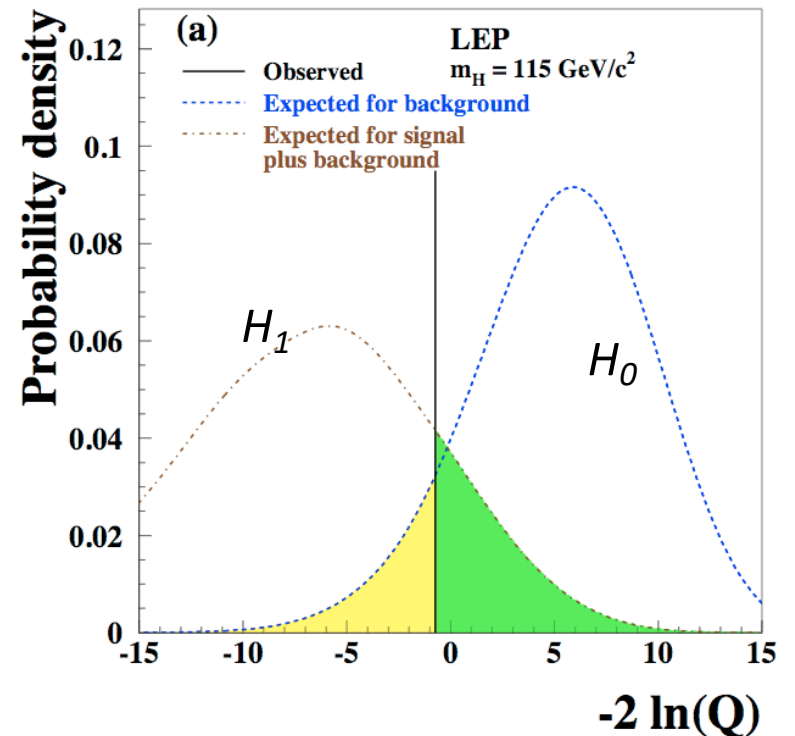 (a)
LEP
m_H = 115 GeV/c²
Observed
Expected for background
Expected for signal
plus background
Probability density
0.12
0.1
0.08
0.06
0.04
0.02
0
H₁
H₀
-15 -10 -5 0 5 10 15
-2 ln(Q)